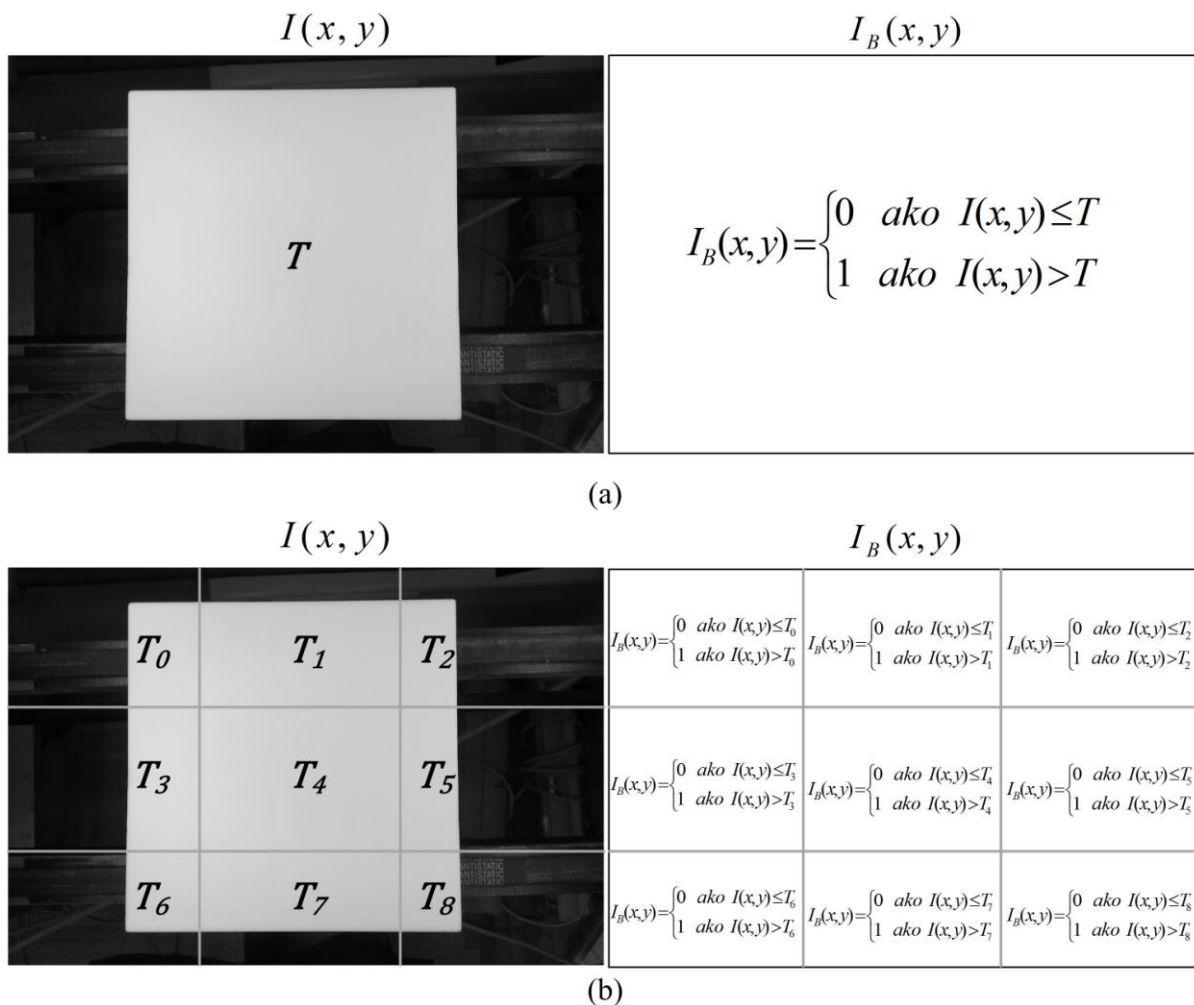 I(x, y) I_B(x, y)
T
I_B(x,y)={0 ako I(x,y)≤T
1 ako I(x,y)>T
ANTISTATIC
ANTISTATIC
(a)
I(x, y) I_B(x, y)
T_0 T_1 T_2
I_B(x,y)={0 ako I(x,y)≤T_0
1 ako I(x,y)>T_0
I_B(x,y)={0 ako I(x,y)≤T_1
1 ako I(x,y)>T_1
I_B(x,y)={0 ako I(x,y)≤T_2
1 ako I(x,y)>T_2
T_3 T_4 T_5
I_B(x,y)={0 ako I(x,y)≤T_3
1 ako I(x,y)>T_3
I_B(x,y)={0 ako I(x,y)≤T_4
1 ako I(x,y)>T_4
I_B(x,y)={0 ako I(x,y)≤T_5
1 ako I(x,y)>T_5
ANTISTATIC
ANTISTATIC
T_6 T_7 T_8
I_B(x,y)={0 ako I(x,y)≤T_6
1 ako I(x,y)>T_6
I_B(x,y)={0 ako I(x,y)≤T_7
1 ako I(x,y)>T_7
I_B(x,y)={0 ako I(x,y)≤T_8
1 ako I(x,y)>T_8
(b)